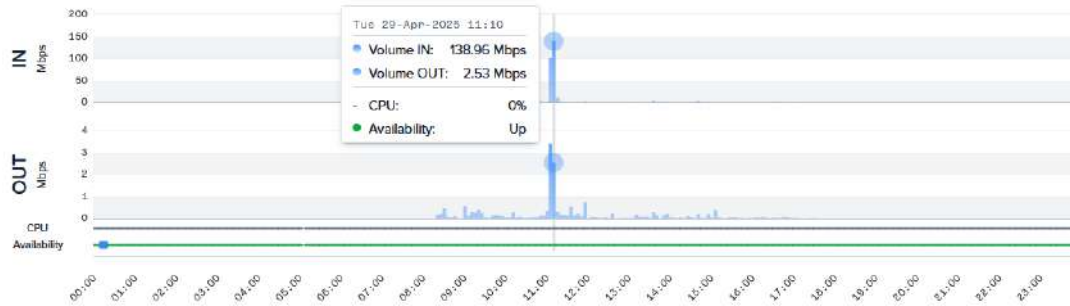 Tue 29-Apr-2025 11:10
Volume IN: 138.96 Mbps
Volume OUT: 2.53 Mbps
- CPU: 0%
Availability: Up
IN
Mbps
200
150
100
50
0
OUT
Mbps
4
3
2
1
0
CPU
Availability
00:00 01:00 02:00 03:00 04:00 05:00 06:00 07:00 08:00 09:00 10:00 11:00 12:00 13:00 14:00 15:00 16:00 17:00 18:00 19:00 20:00 21:00 22:00 23:00